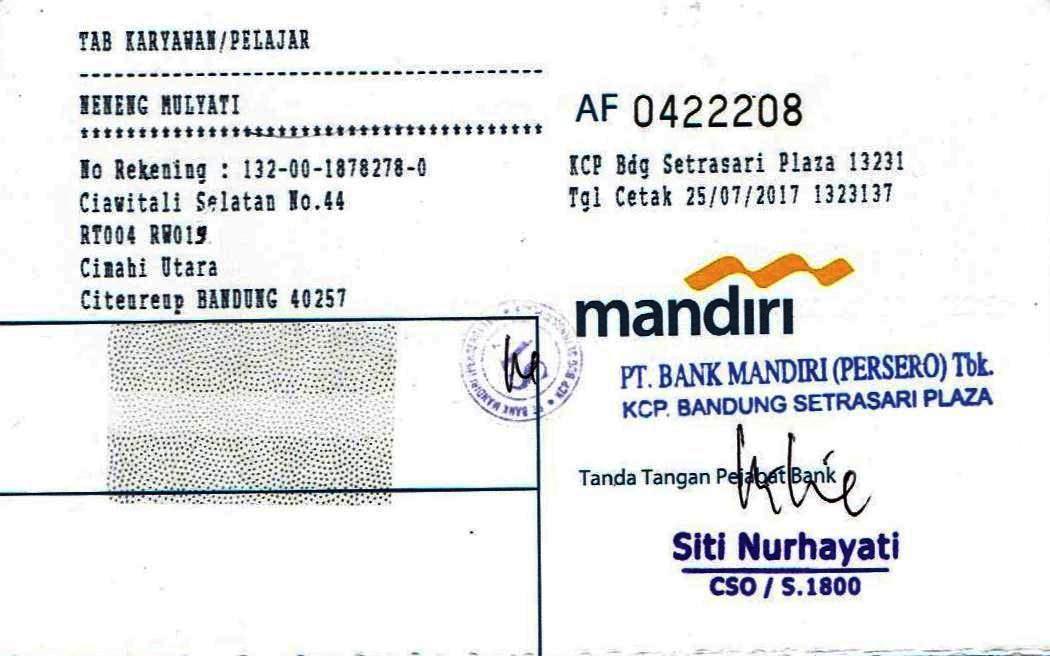 TAB KARYAWAN/PELAJAR
NENENG MULYATI
No Rekening : 132-00-1878278-0
Ciawitali Selatan No.44
RT004 RW019
Cimahi Utara
Citeureup BANDUNG 40257
AF 0422208
KCP Bdg Setrasari Plaza 13231
Tgl Cetak 25/07/2017 1323137
mandiri
PT. BANK MANDIRI (PERSERO) Tbk.
KCP. BANDUNG SETRASARI PLAZA
Tanda Tangan Pejabat Bank
Siti Nurhayati
CSO / S.1800
PT. BANK MANDIRI
KCP BDG